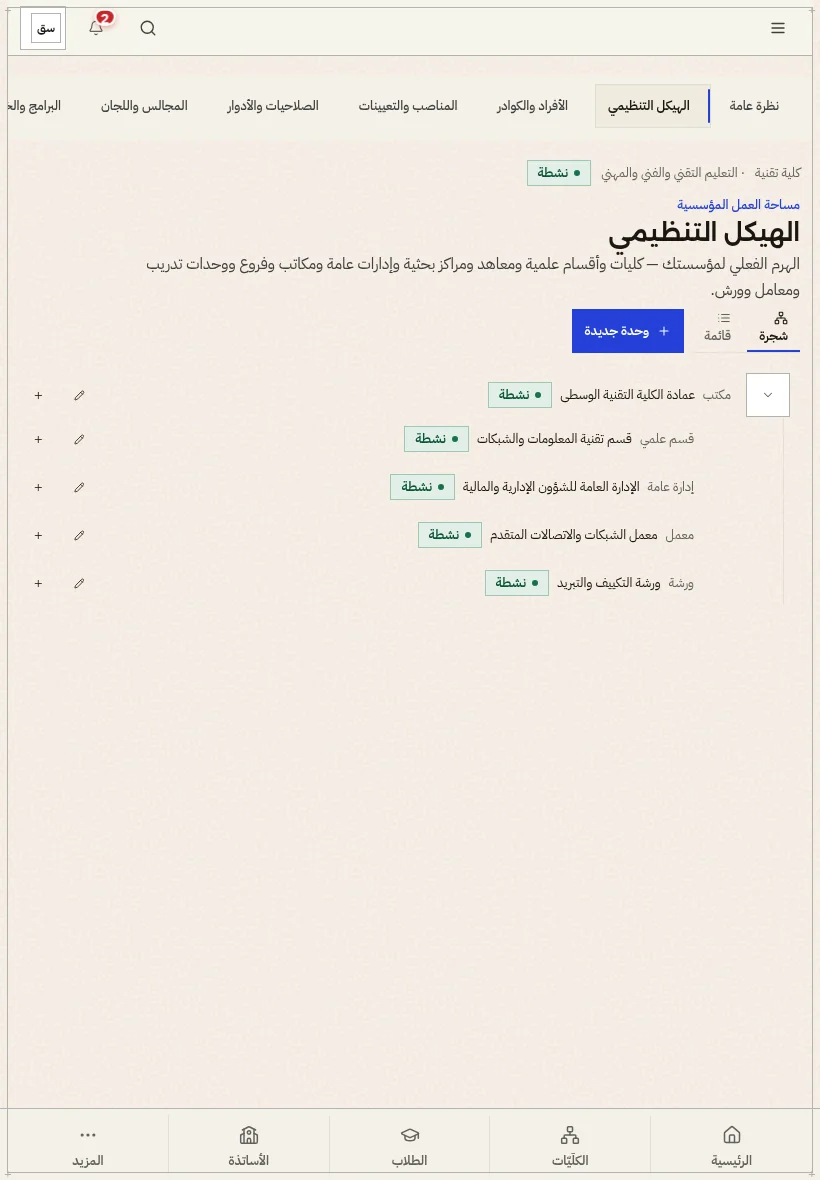 2
سق
نظرة عامة
الهيكل التنظيمي
الأفراد والكوادر
المناصب والتعيينات
الصلاحيات والأدوار
المجالس واللجان
البرامج
كلية تقنية · التعليم التقني والفني والمهني نشطة
مساحة العمل المؤسسية
الهيكل التنظيمي
الهرم الفعلي لمؤسستك — كليات وأقسام علمية ومعاهد ومراكز بحثية وإدارات عامة ومكاتب وفروع ووحدات تدريب
ومعامل وورش.
شجرة
قائمة
+ وحدة جديدة
مكتب عمادة الكلية التقنية الوسطى نشطة
قسم علمي قسم تقنية المعلومات والشبكات نشطة
إدارة عامة الإدارة العامة للشؤون الإدارية والمالية نشطة
معمل معمل الشبكات والاتصالات المتقدم نشطة
ورشة ورشة التكييف والتبريد نشطة
الرئيسية
الكليّات
الطلاب
الأساتذة
المزيد